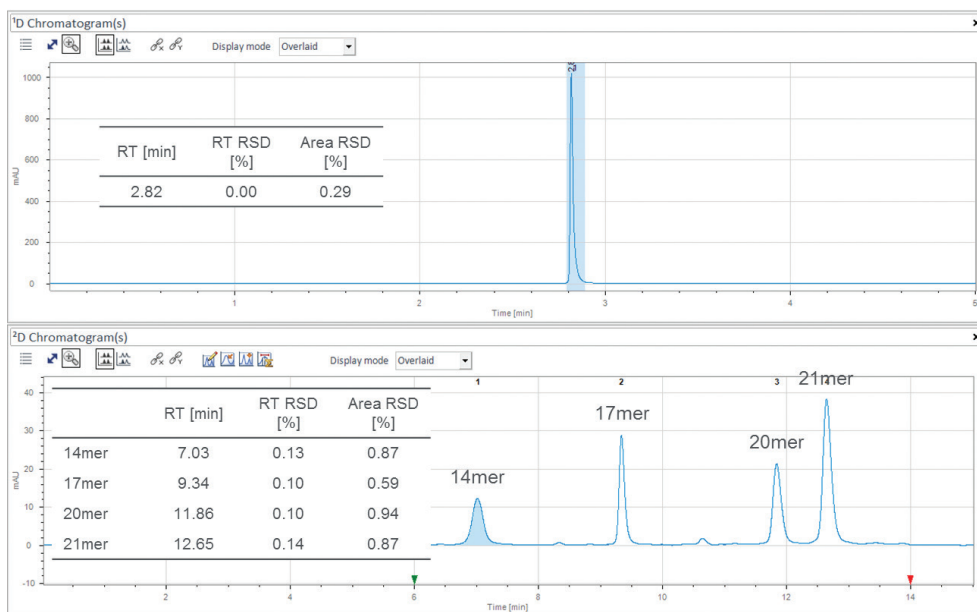 ¹D Chromatogram(s)
Display mode Overlaid
1000
800
600
400
200
0
mAU
RT [min] RT RSD [%] Area RSD [%]
2.82 0.00 0.29
1 2 3 4 5
Time [min]
²D Chromatogram(s)
Display mode Overlaid
40
30
20
10
0
-10
mAU
RT [min] RT RSD [%] Area RSD [%]
14mer 7.03 0.13 0.87
17mer 9.34 0.10 0.59
20mer 11.86 0.10 0.94
21mer 12.65 0.14 0.87
1 2 3
14mer 17mer 20mer 21mer
2 4 6 8 10 12 14
Time [min]